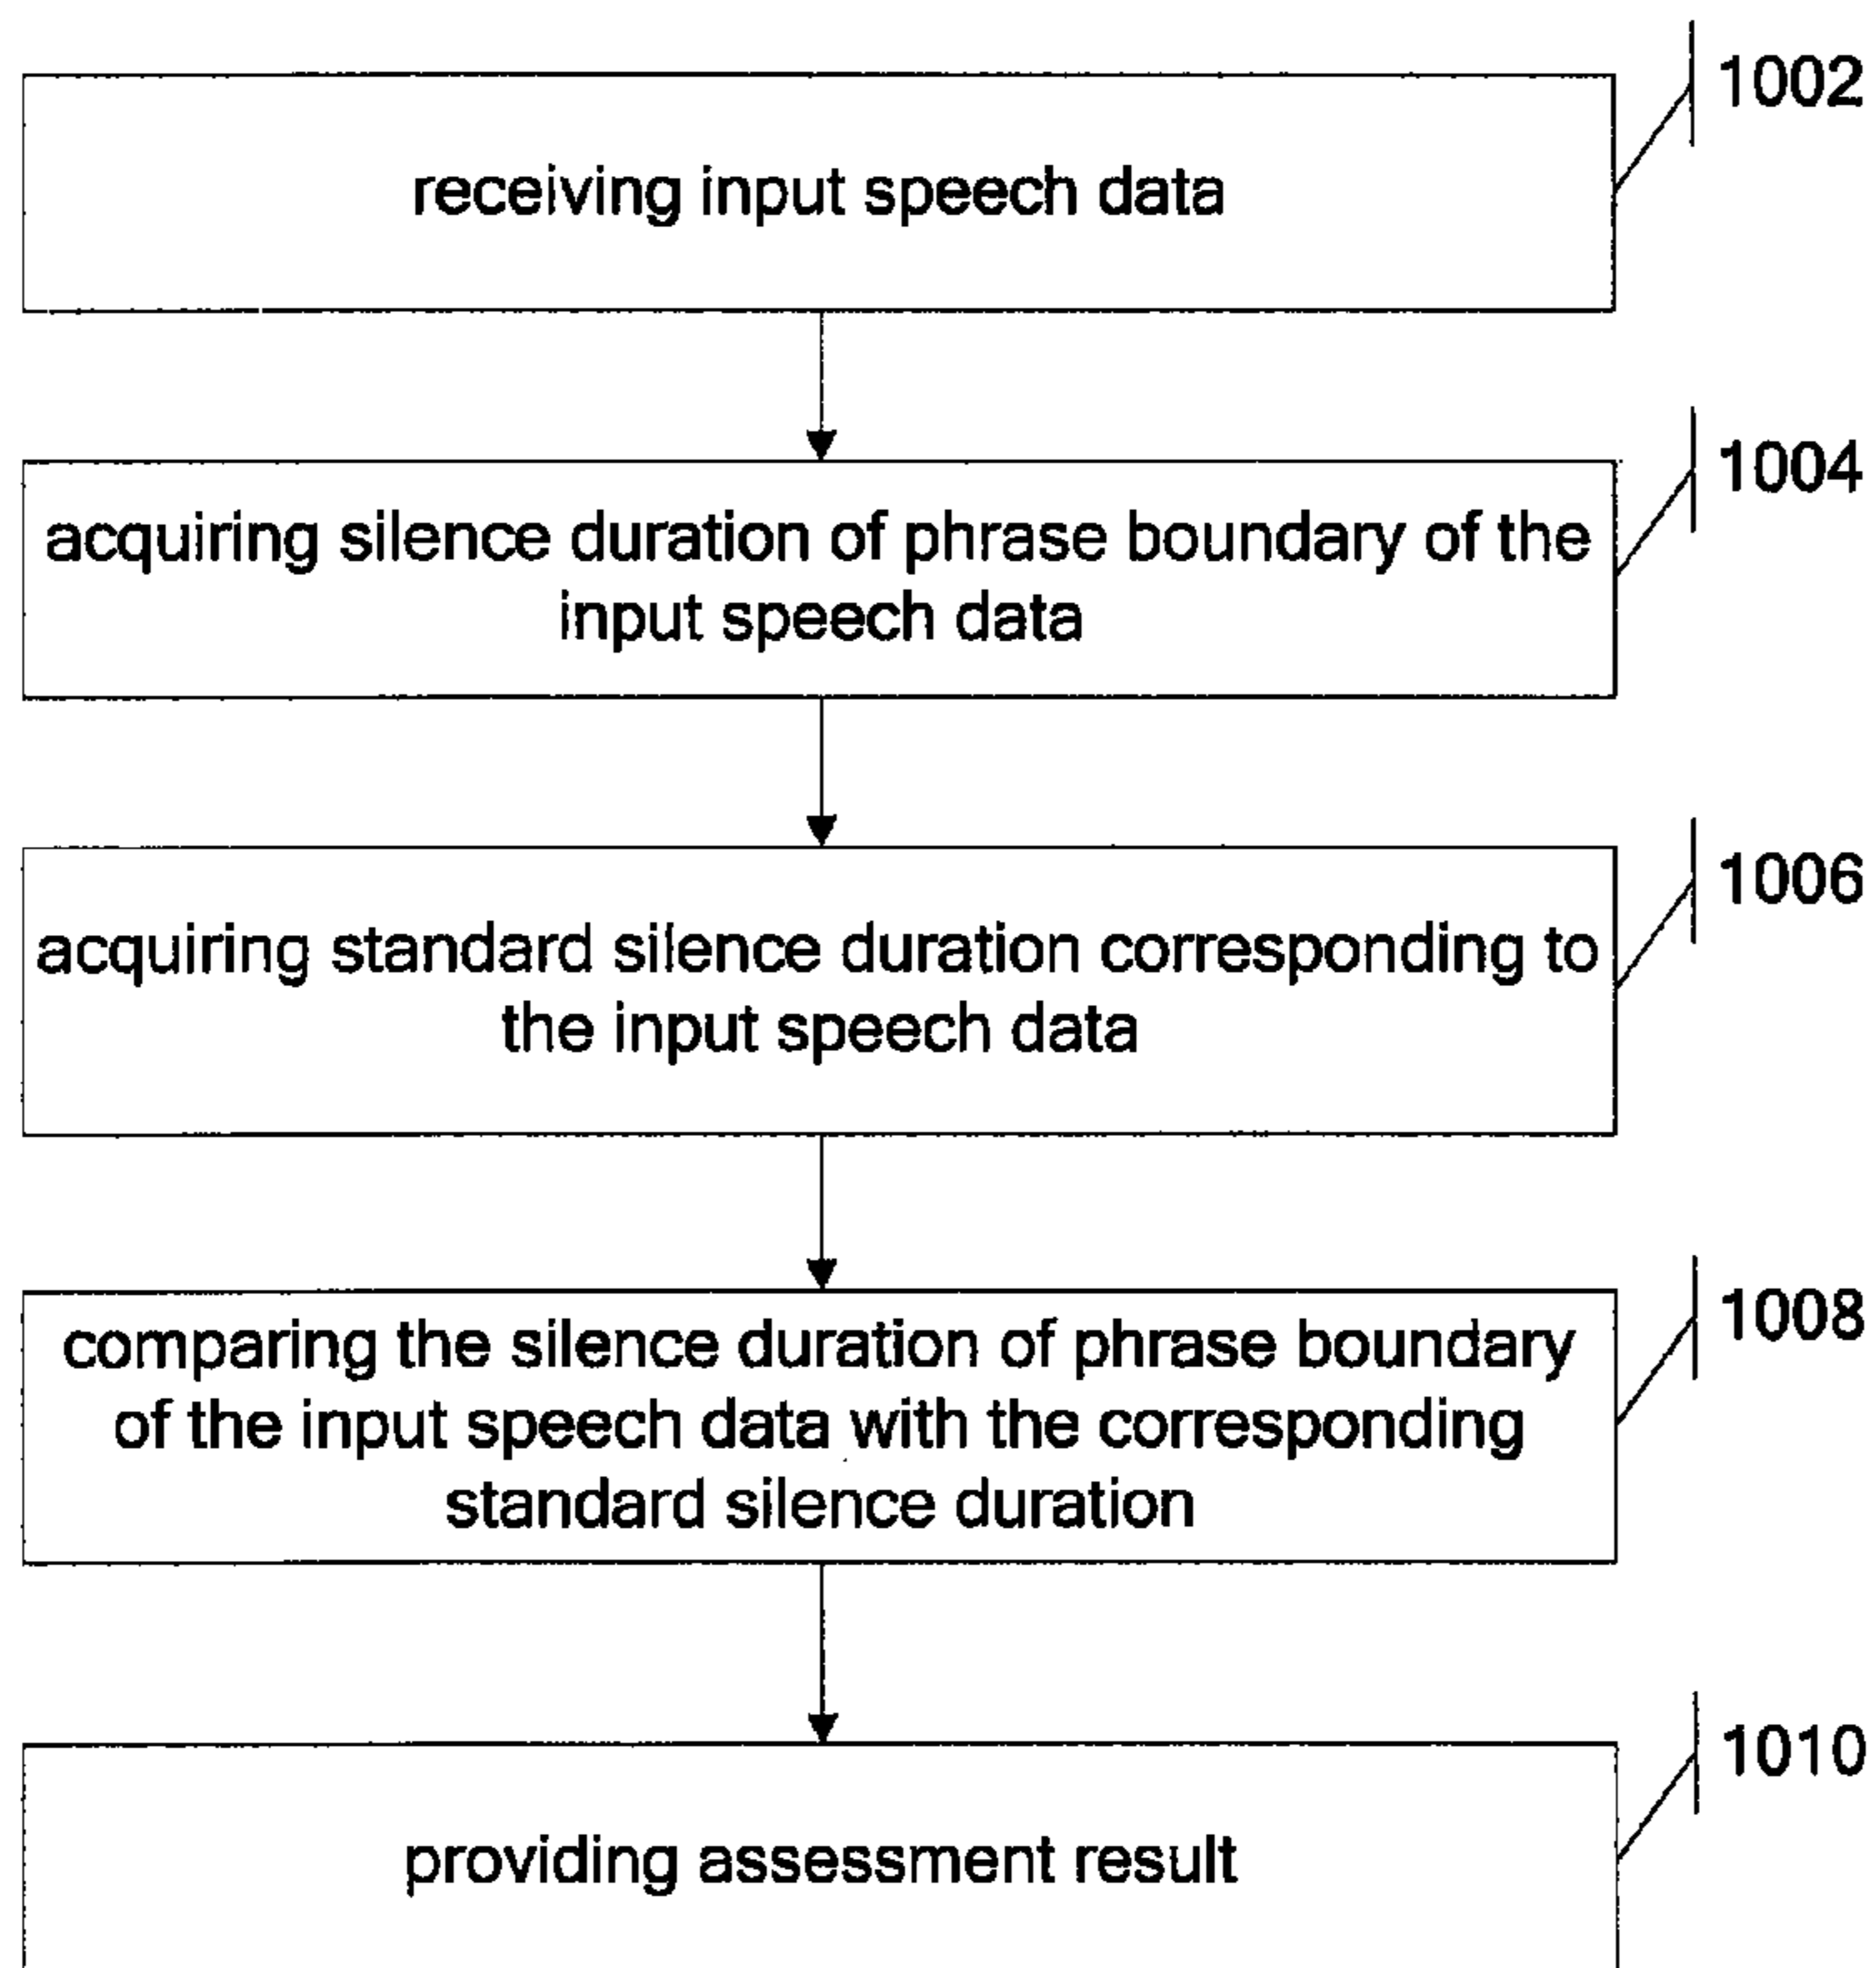 1002
receiving input speech data
1004
acquiring silence duration of phrase boundary of the
input speech data
1006
acquiring standard silence duration corresponding to
the input speech data
1008
comparing the silence duration of phrase boundary
of the input speech data with the corresponding
standard silence duration
1010
providing assessment result